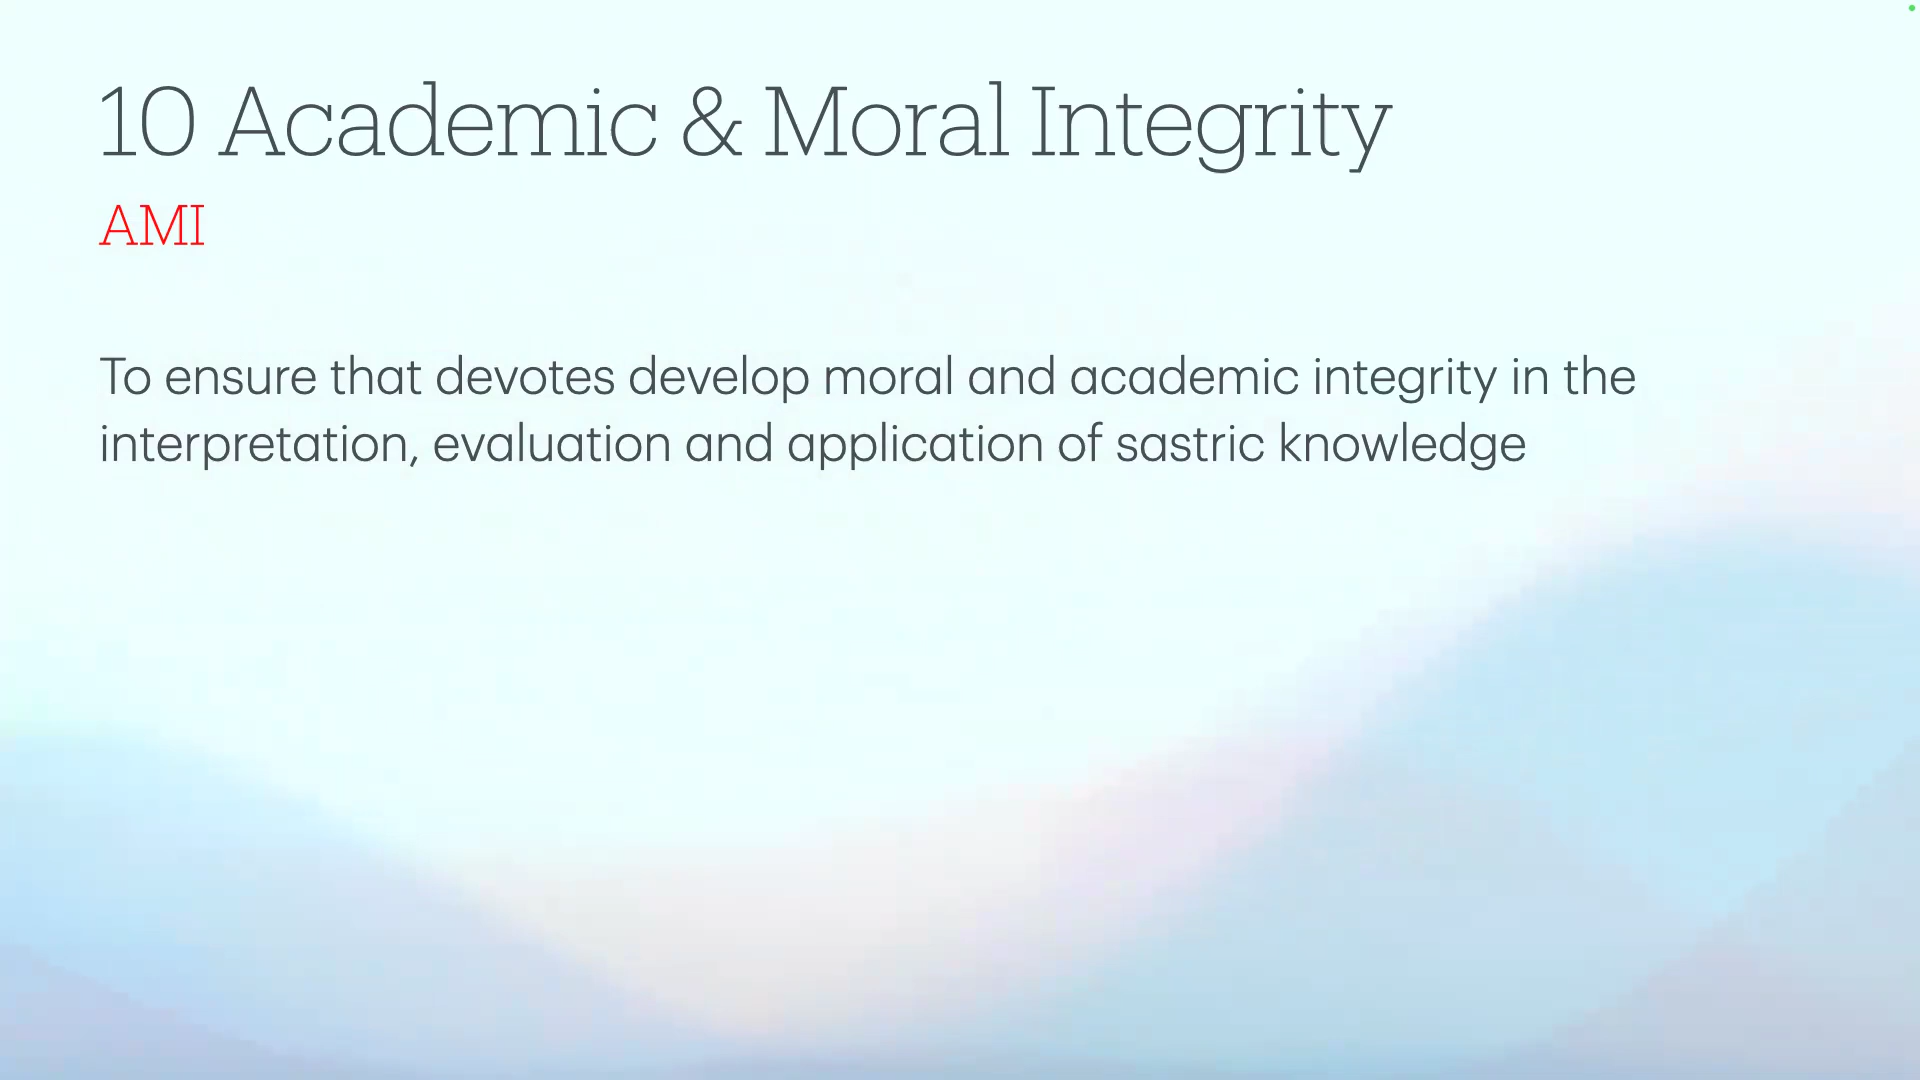 10 Academic & Moral Integrity
AMI
To ensure that devotes develop moral and academic integrity in the
interpretation, evaluation and application of sastric knowledge